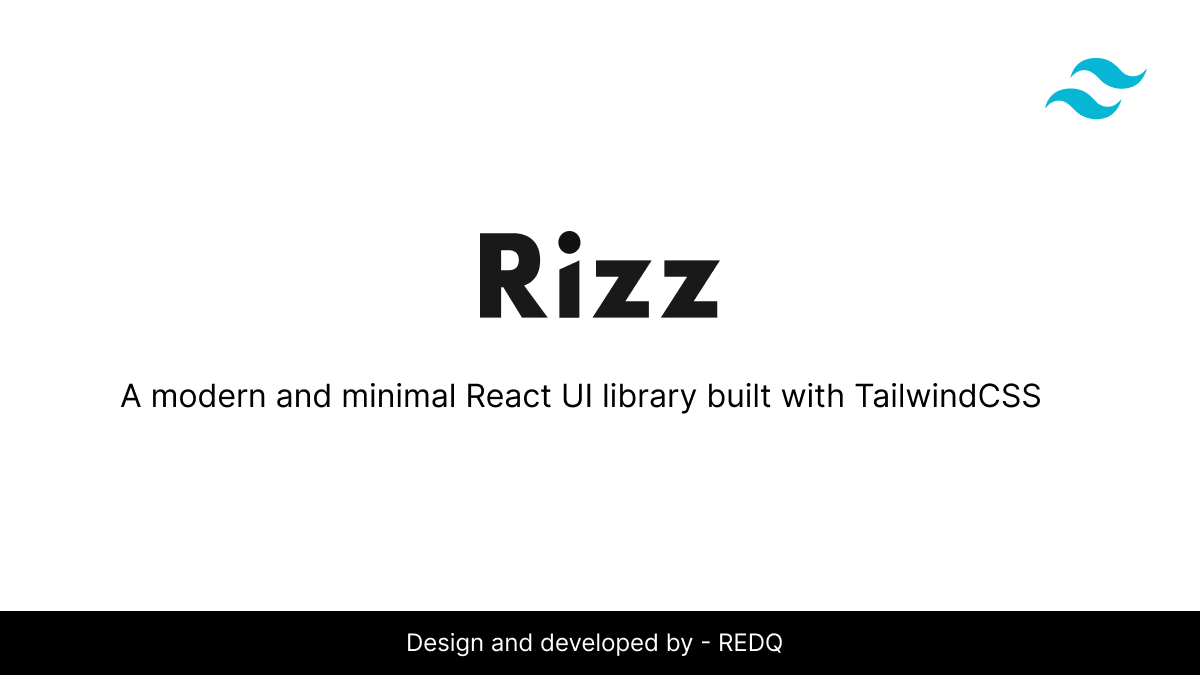 Rizz
A modern and minimal React UI library built with TailwindCSS
Design and developed by - REDQ